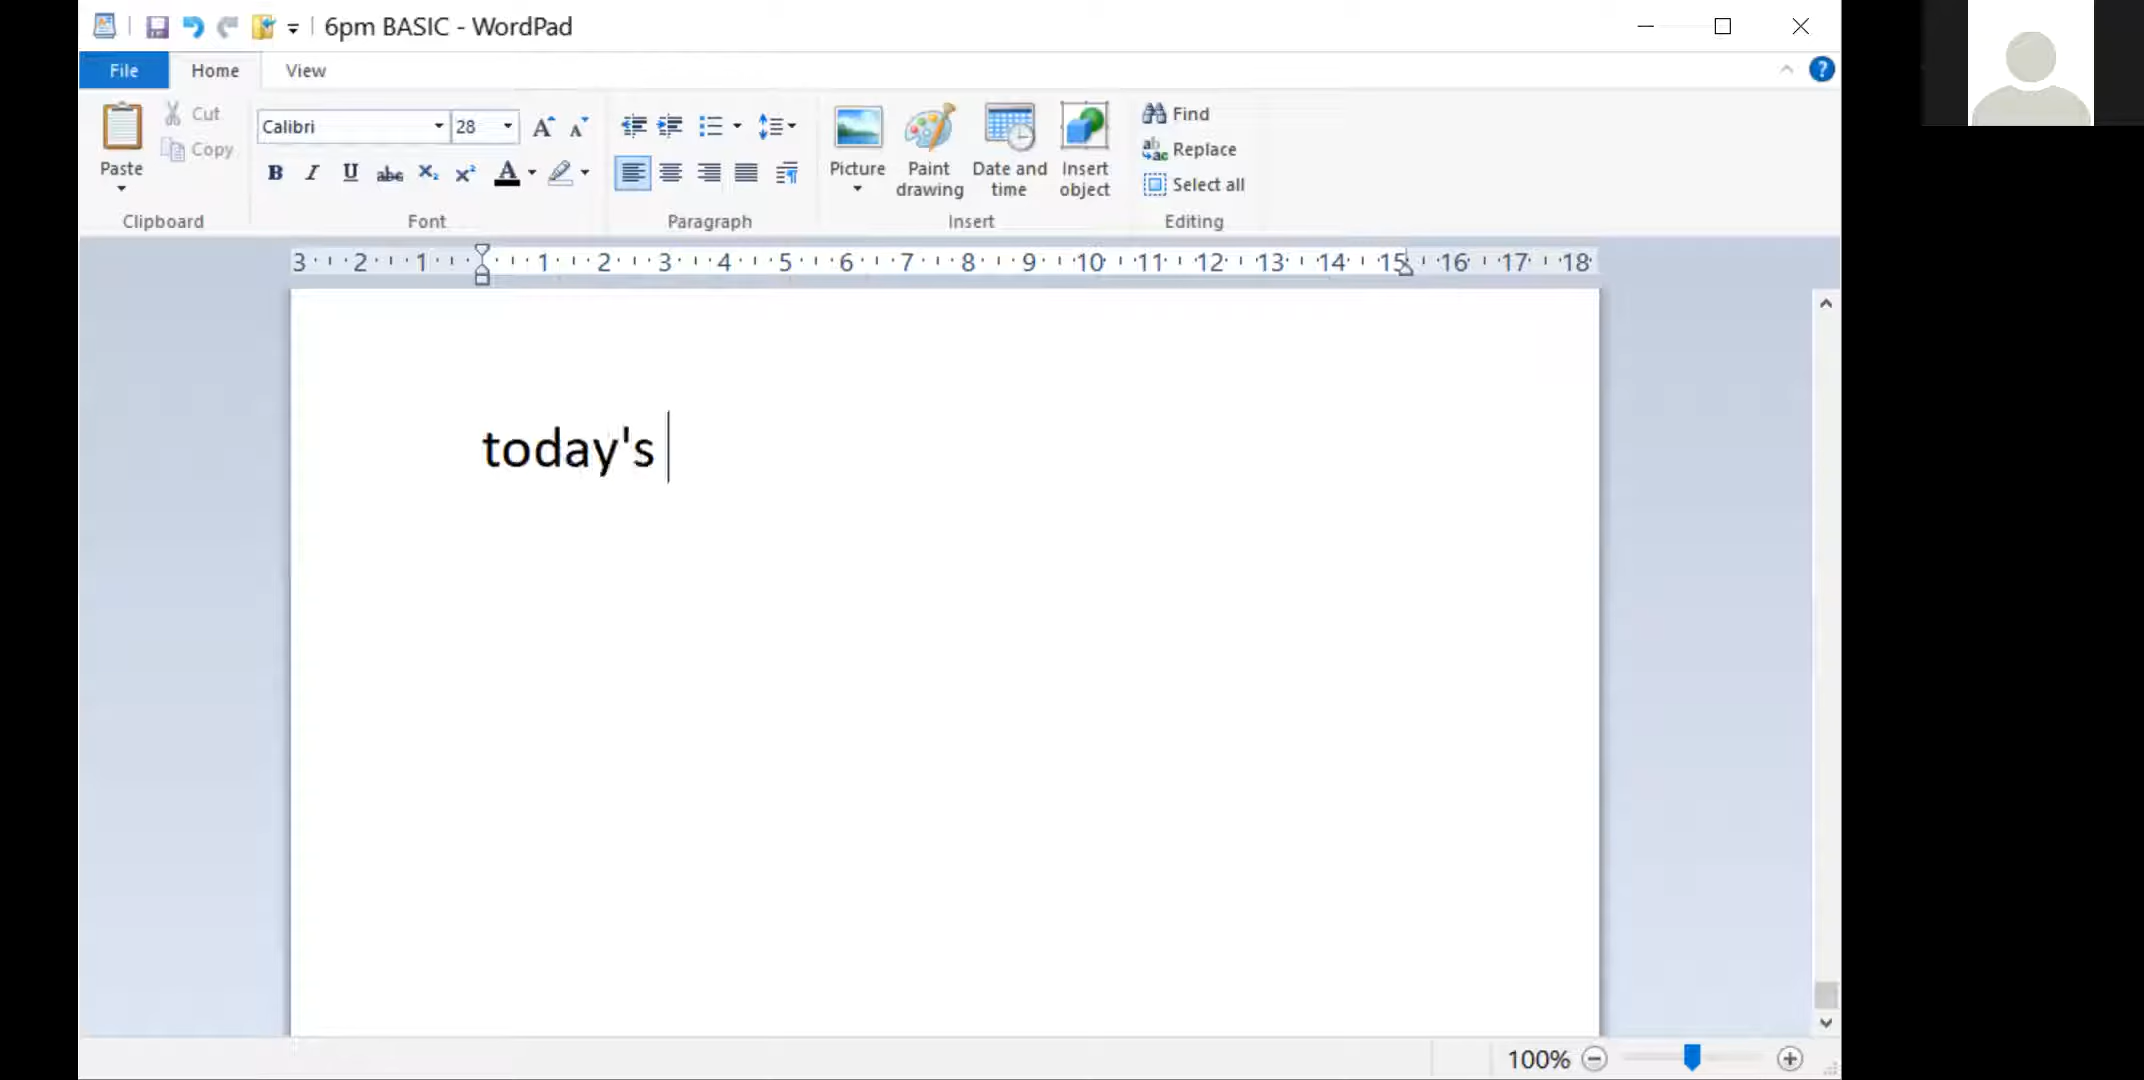 6pm BASIC - WordPad
File Home View
Paste Cut Copy
Clipboard
Calibri 28
B I U abc X₂ X²
Font
Paragraph
Picture Paint drawing Date and time Insert object
Insert
Find
Replace
Select all
Editing
3 2 1 1 2 3 4 5 6 7 8 9 10 11 12 13 14 15 16 17 18
today's
100%